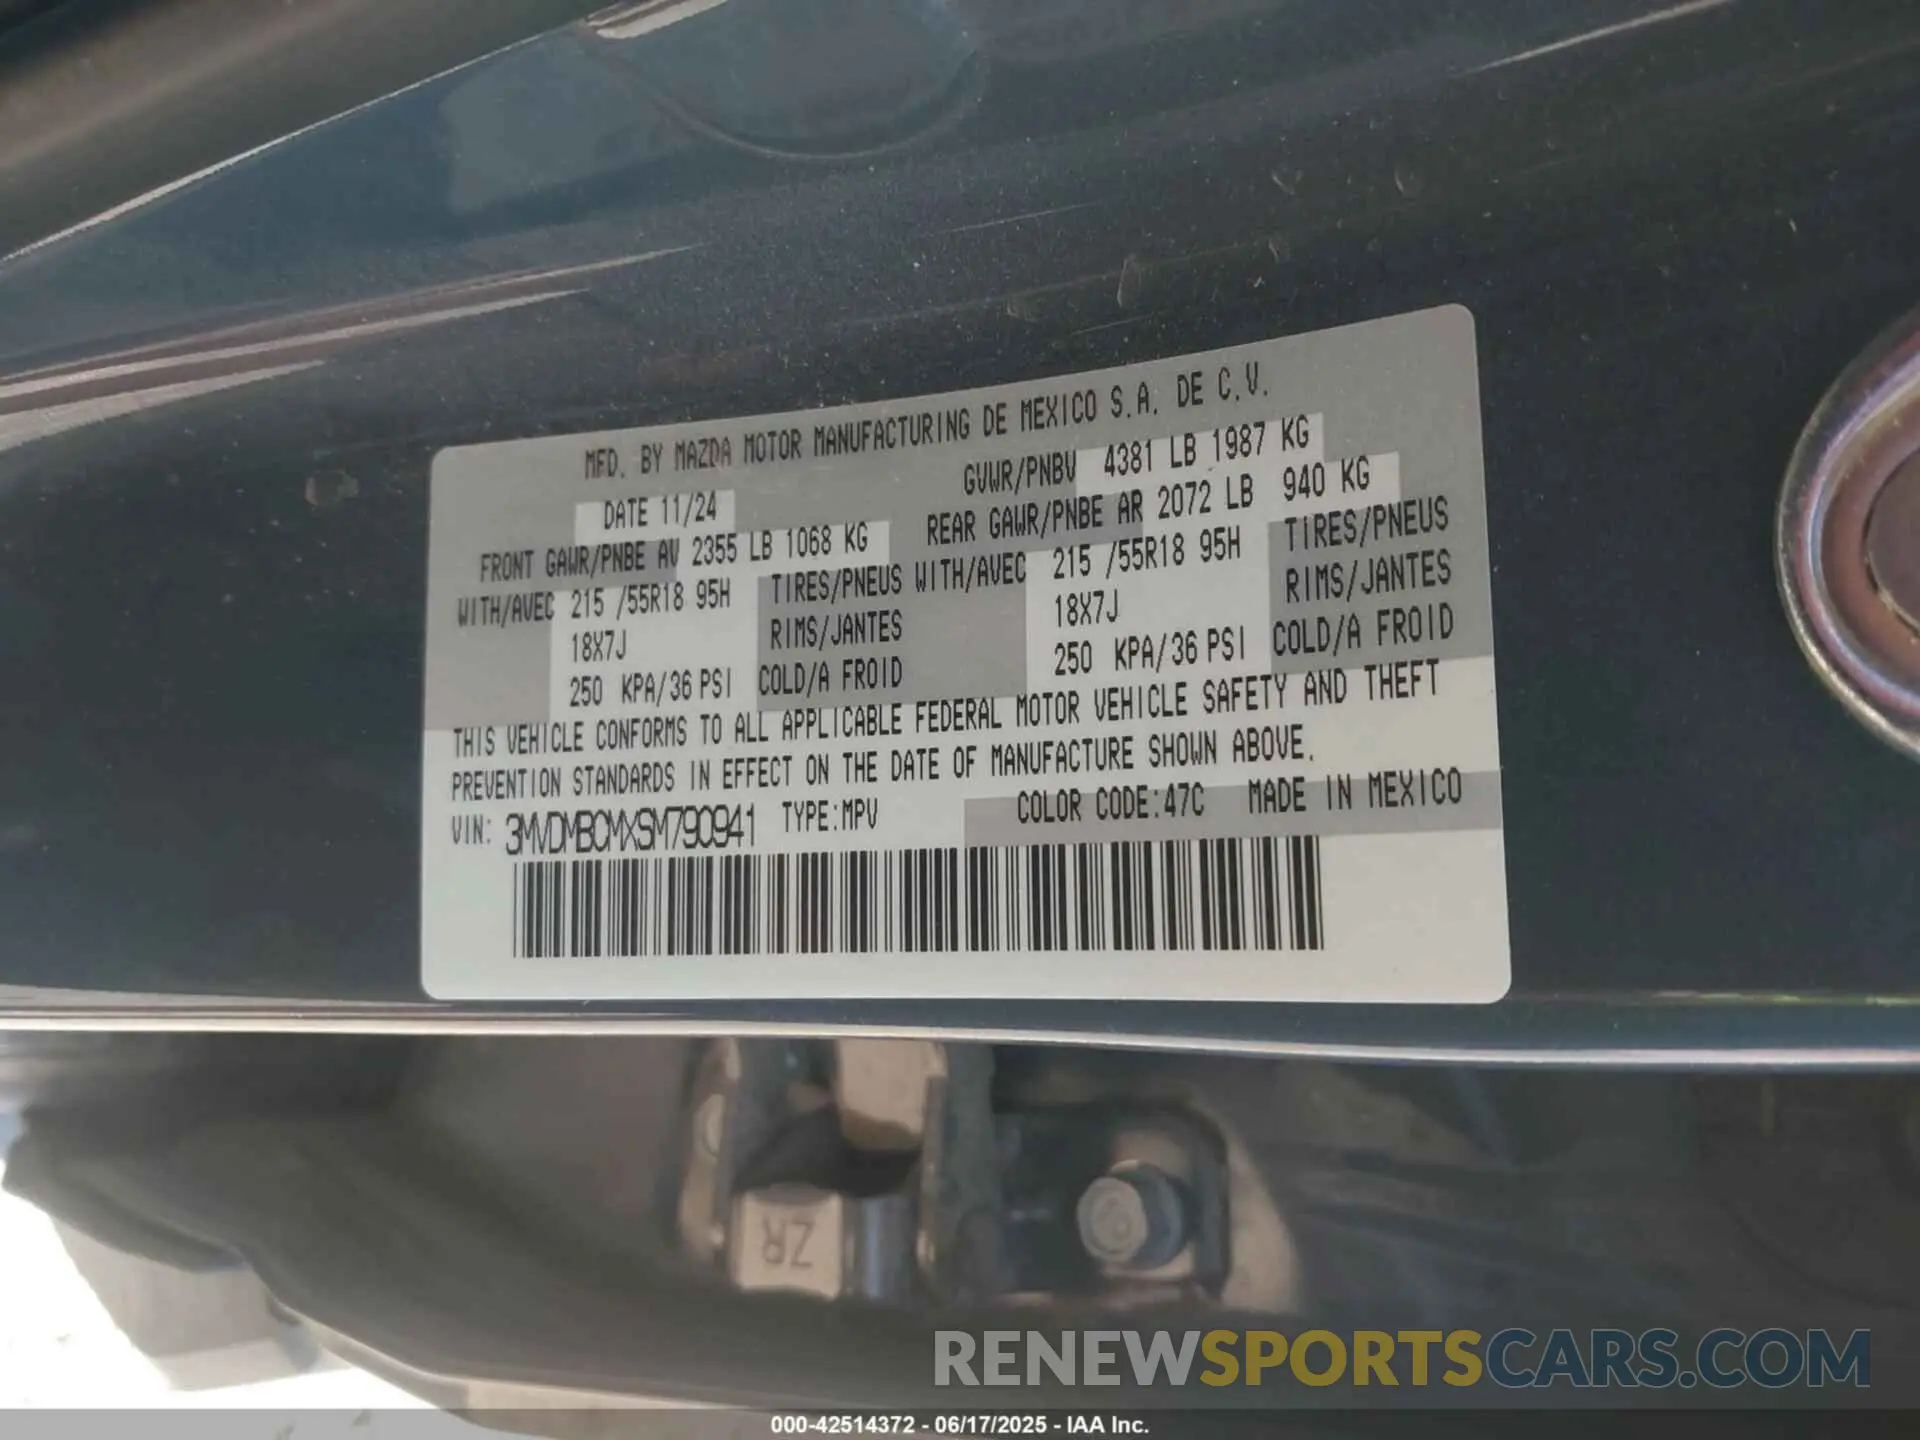 MFD. BY MAZDA MOTOR MANUFACTURING DE MEXICO S.A. DE C.V.
DATE 11/24 GVWR/PNBV 4381 LB 1987 KG
FRONT GAWR/PNBE AV 2355 LB 1068 KG REAR GAWR/PNBE AR 2072 LB 940 KG
WITH/AVEC 215 /55R18 95H TIRES/PNEUS WITH/AVEC 215 /55R18 95H TIRES/PNEUS
18X7J RIMS/JANTES 18X7J RIMS/JANTES
250 KPA/36 PSI COLD/A FROID 250 KPA/36 PSI COLD/A FROID
THIS VEHICLE CONFORMS TO ALL APPLICABLE FEDERAL MOTOR VEHICLE SAFETY AND THEFT
PREVENTION STANDARDS IN EFFECT ON THE DATE OF MANUFACTURE SHOWN ABOVE.
VIN: 3MVDMBCMXSM790941 TYPE:MPV COLOR CODE:47C MADE IN MEXICO
ZR
RENEWSPORTSCARS.COM
000-42514372 - 06/17/2025 - IAA Inc.